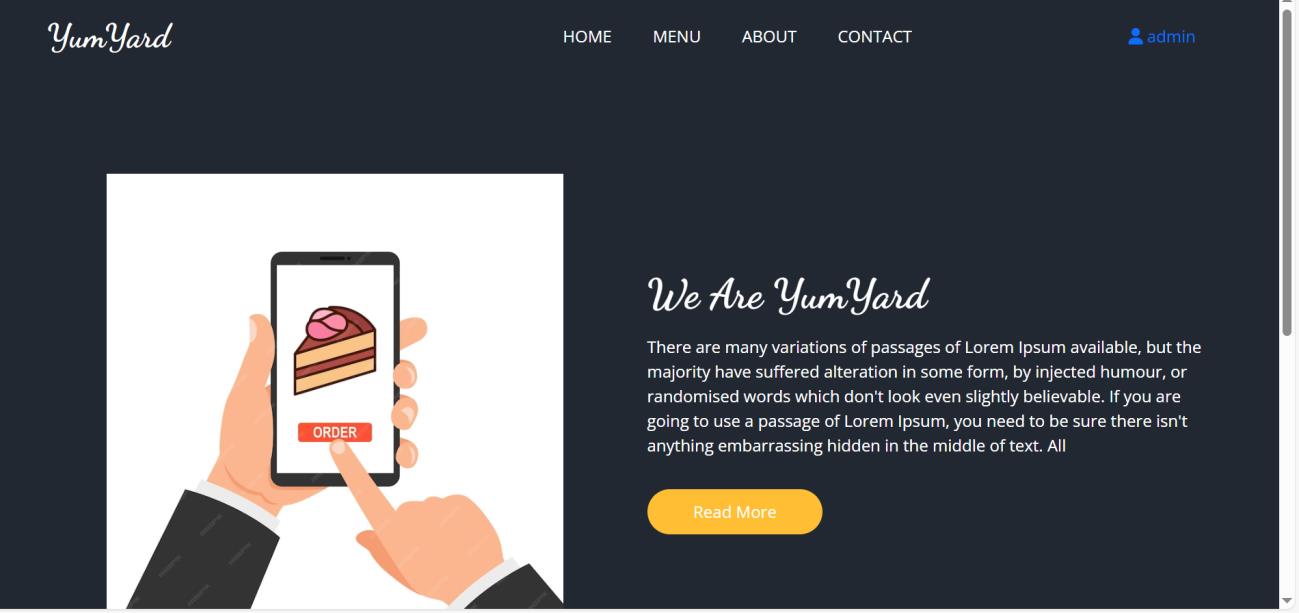 YumYard
HOME MENU ABOUT CONTACT
admin
ORDER
We Are YumYard
There are many variations of passages of Lorem Ipsum available, but the
majority have suffered alteration in some form, by injected humour, or
randomised words which don't look even slightly believable. If you are
going to use a passage of Lorem Ipsum, you need to be sure there isn't
anything embarrassing hidden in the middle of text. All
Read More